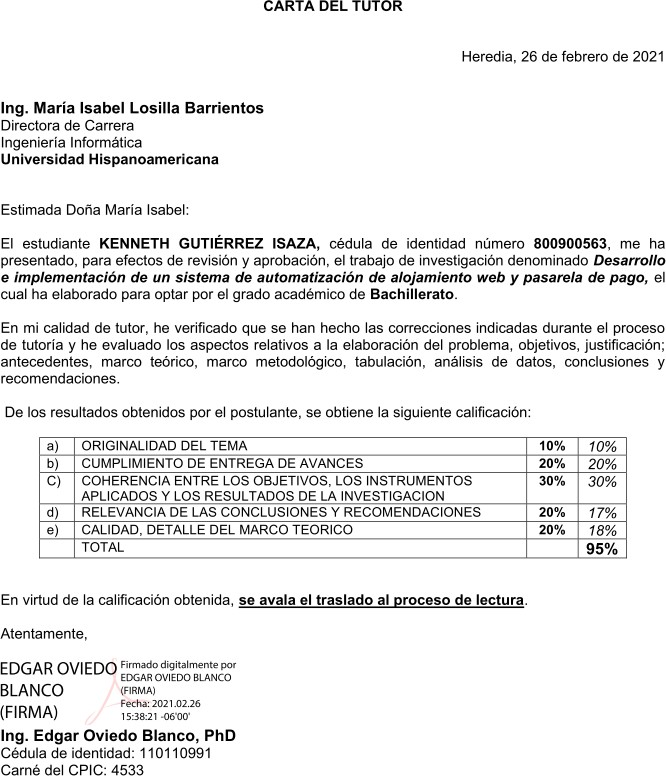 CARTA DEL TUTOR
Heredia, 26 de febrero de 2021
Ing. María Isabel Losilla Barrientos
Directora de Carrera
Ingeniería Informática
Universidad Hispanoamericana
Estimada Doña María Isabel:
El estudiante KENNETH GUTIÉRREZ ISAZA, cédula de identidad número 800900563, me ha
presentado, para efectos de revisión y aprobación, el trabajo de investigación denominado Desarrollo
e implementación de un sistema de automatización de alojamiento web y pasarela de pago, el
cual ha elaborado para optar por el grado académico de Bachillerato.
En mi calidad de tutor, he verificado que se han hecho las correcciones indicadas durante el proceso
de tutoría y he evaluado los aspectos relativos a la elaboración del problema, objetivos, justificación;
antecedentes, marco teórico, marco metodológico, tabulación, análisis de datos, conclusiones y
recomendaciones.
De los resultados obtenidos por el postulante, se obtiene la siguiente calificación:
a) ORIGINALIDAD DEL TEMA 10% 10%
b) CUMPLIMIENTO DE ENTREGA DE AVANCES 20% 20%
C) COHERENCIA ENTRE LOS OBJETIVOS, LOS INSTRUMENTOS 30% 30%
APLICADOS Y LOS RESULTADOS DE LA INVESTIGACION
d) RELEVANCIA DE LAS CONCLUSIONES Y RECOMENDACIONES 20% 17%
e) CALIDAD, DETALLE DEL MARCO TEORICO 20% 18%
TOTAL 95%
En virtud de la calificación obtenida, se avala el traslado al proceso de lectura.
Atentamente,
EDGAR OVIEDO
BLANCO
(FIRMA)
Firmado digitalmente por
EDGAR OVIEDO BLANCO
(FIRMA)
Fecha: 2021.02.26
15:38:21 -06'00'
Ing. Edgar Oviedo Blanco, PhD
Cédula de identidad: 110110991
Carné del CPIC: 4533